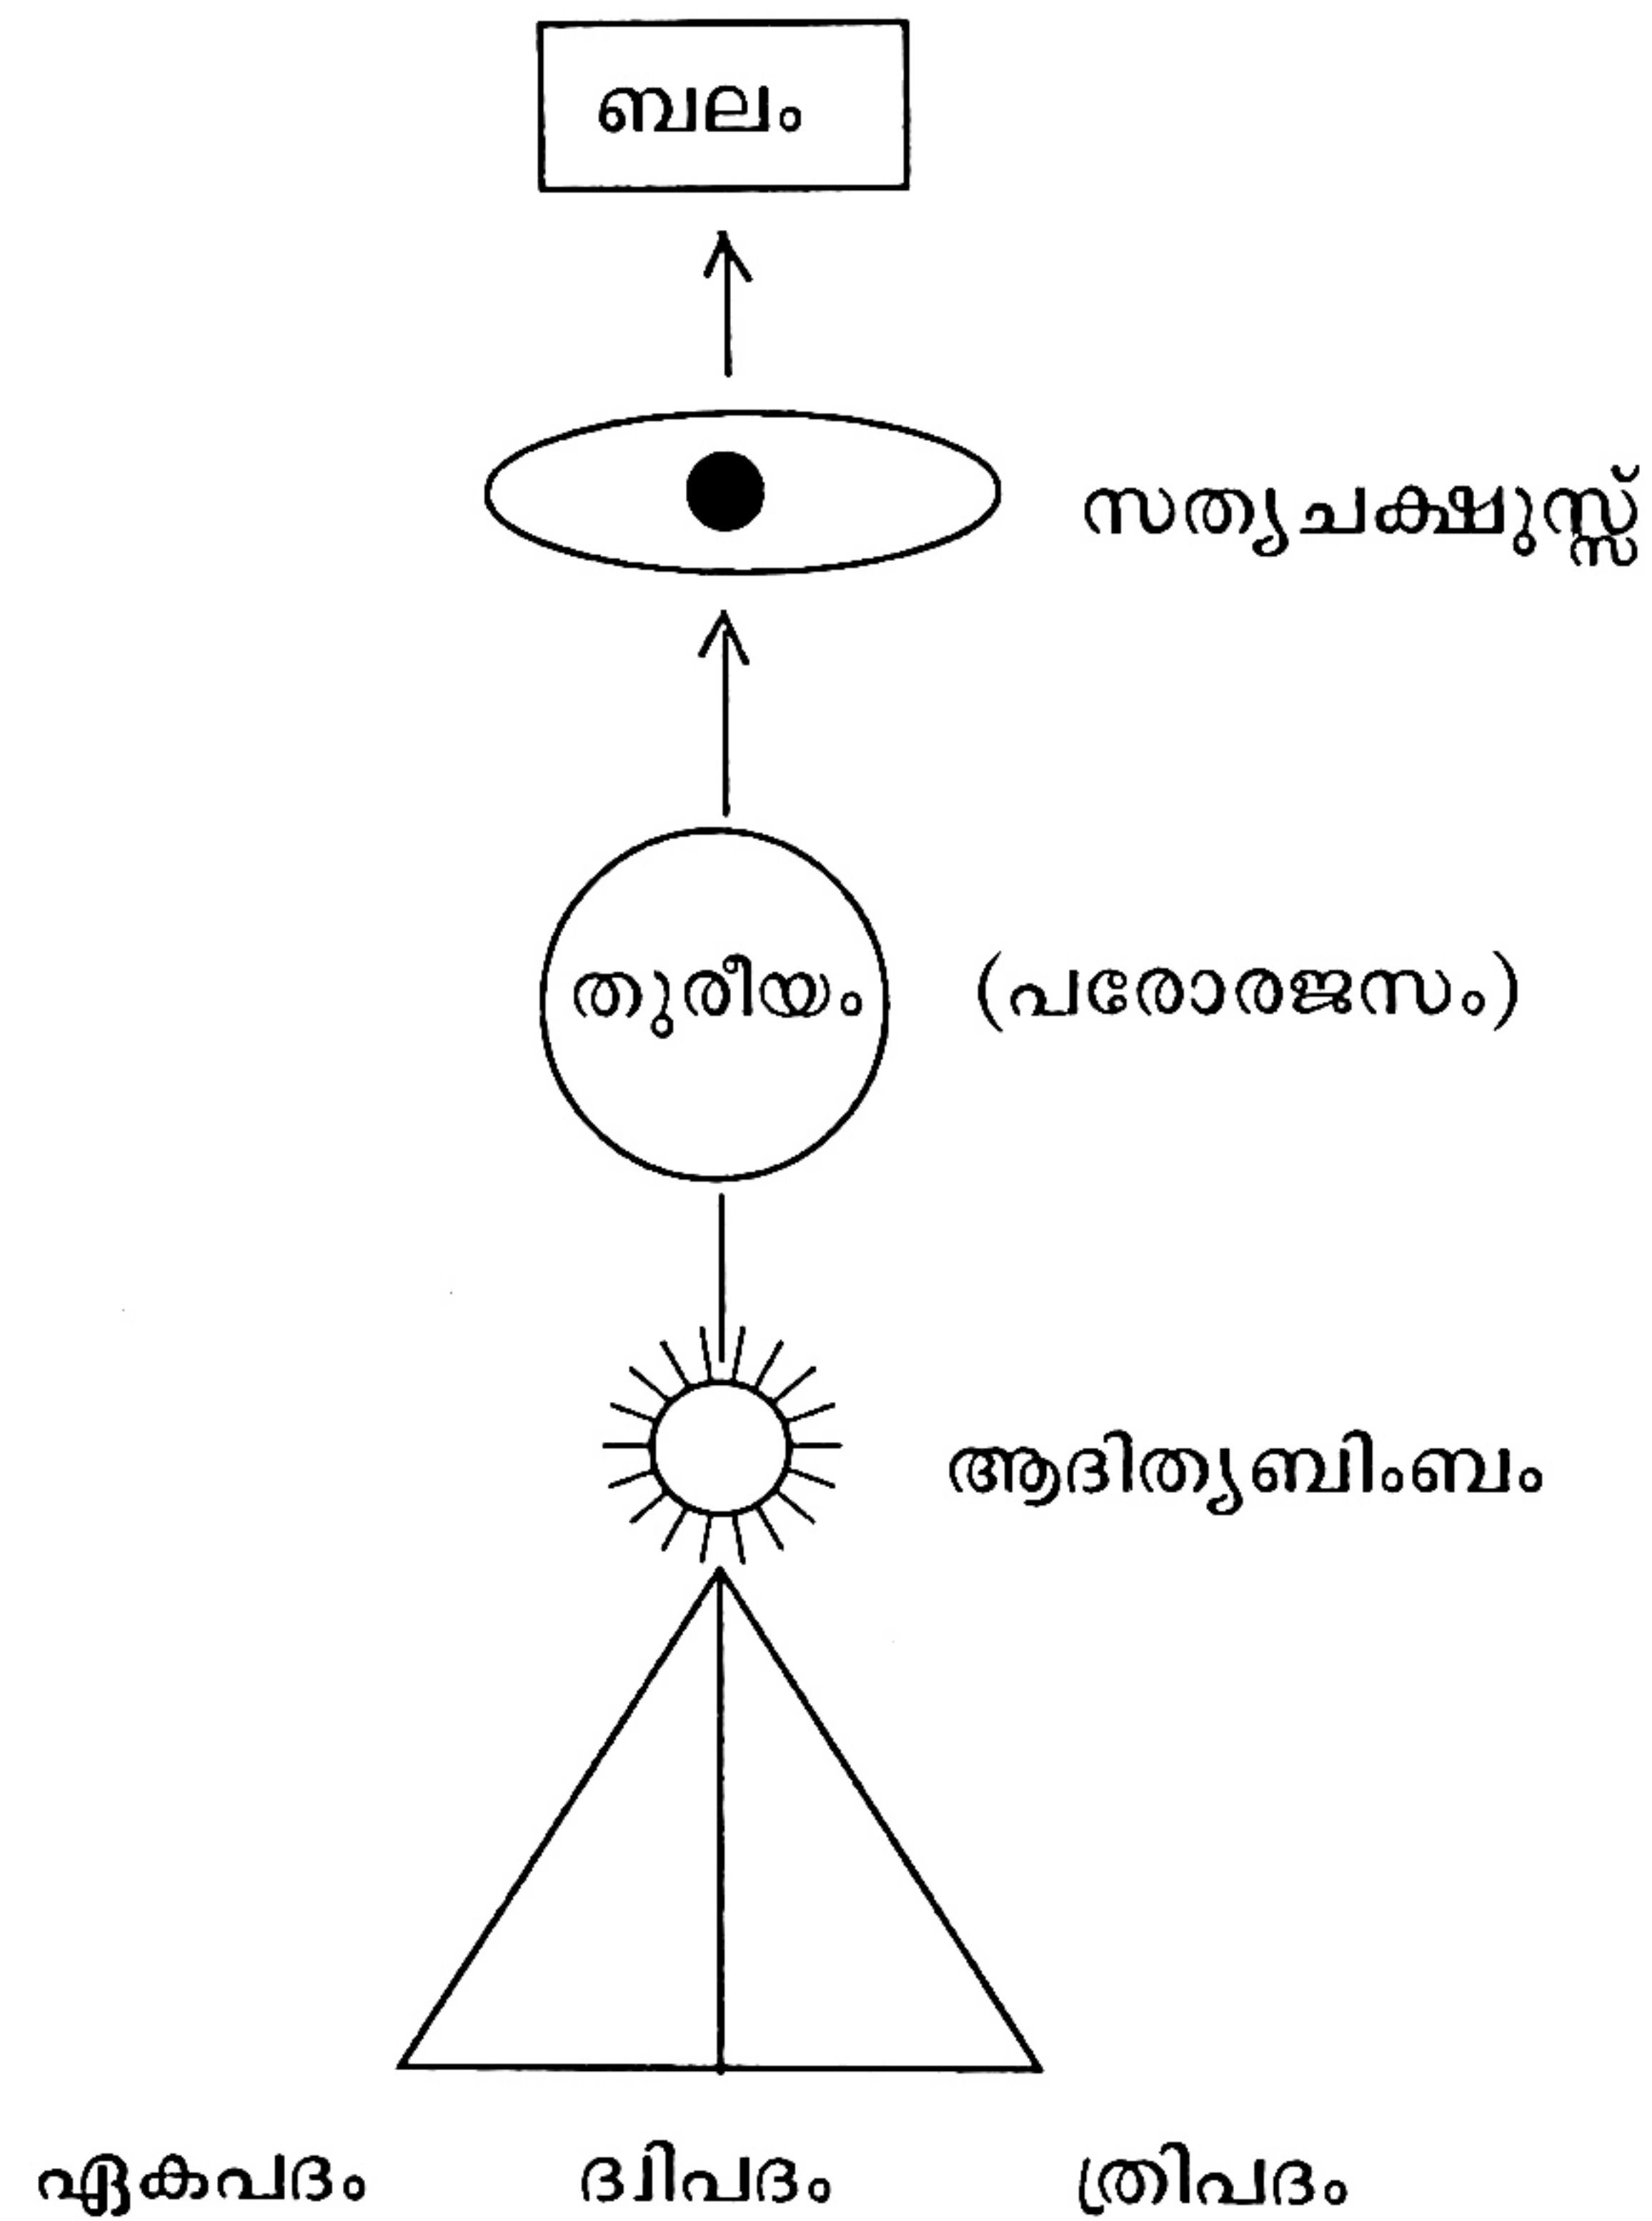 ബലം
സത്യചക്ഷുസ്സ്
തുരീയം (പരോരജസം)
ആദിത്യബിംബം
ഏകപദം ദ്വിപദം ത്രിപദം